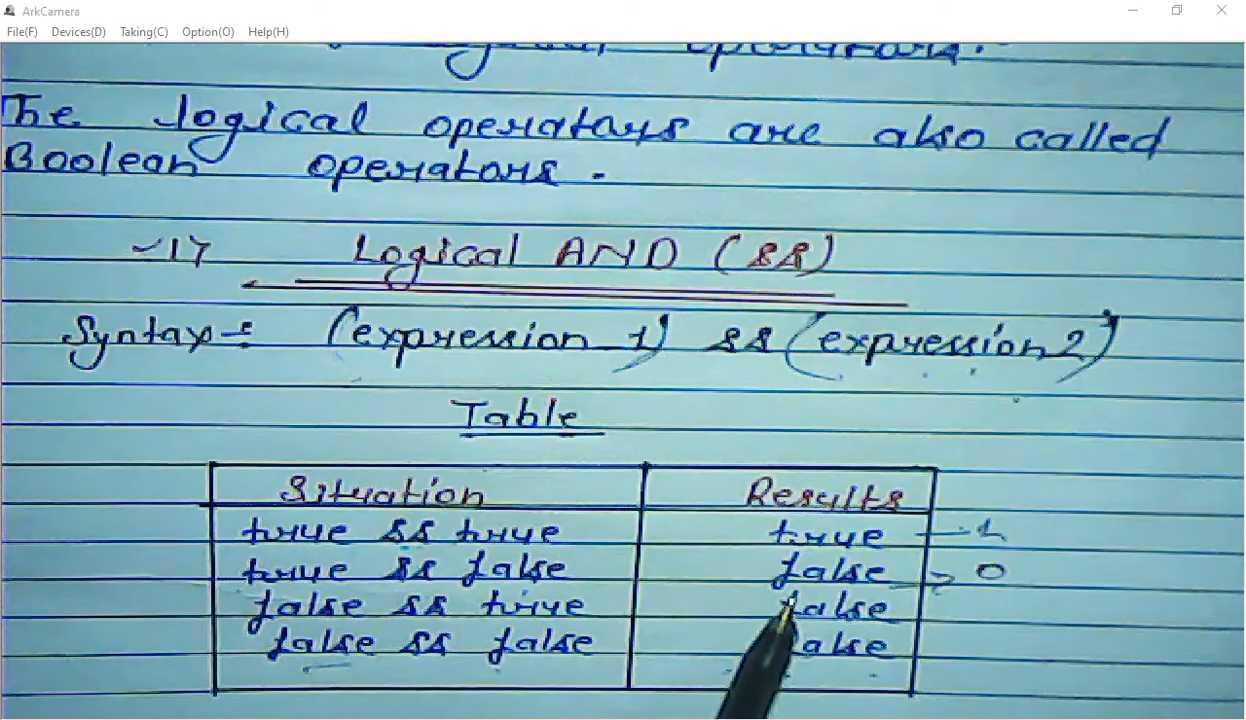 ArkCamera
File(F) Devices(D) Taking(C) Option(O) Help(H)
operators.
The logical operators are also called
Boolean operators.
1) Logical AND (&&)
Syntax:- (expression 1) && (expression 2)
Table
Situation Results
true && true true - 1
true && false false → 0
false && true false
false && false false